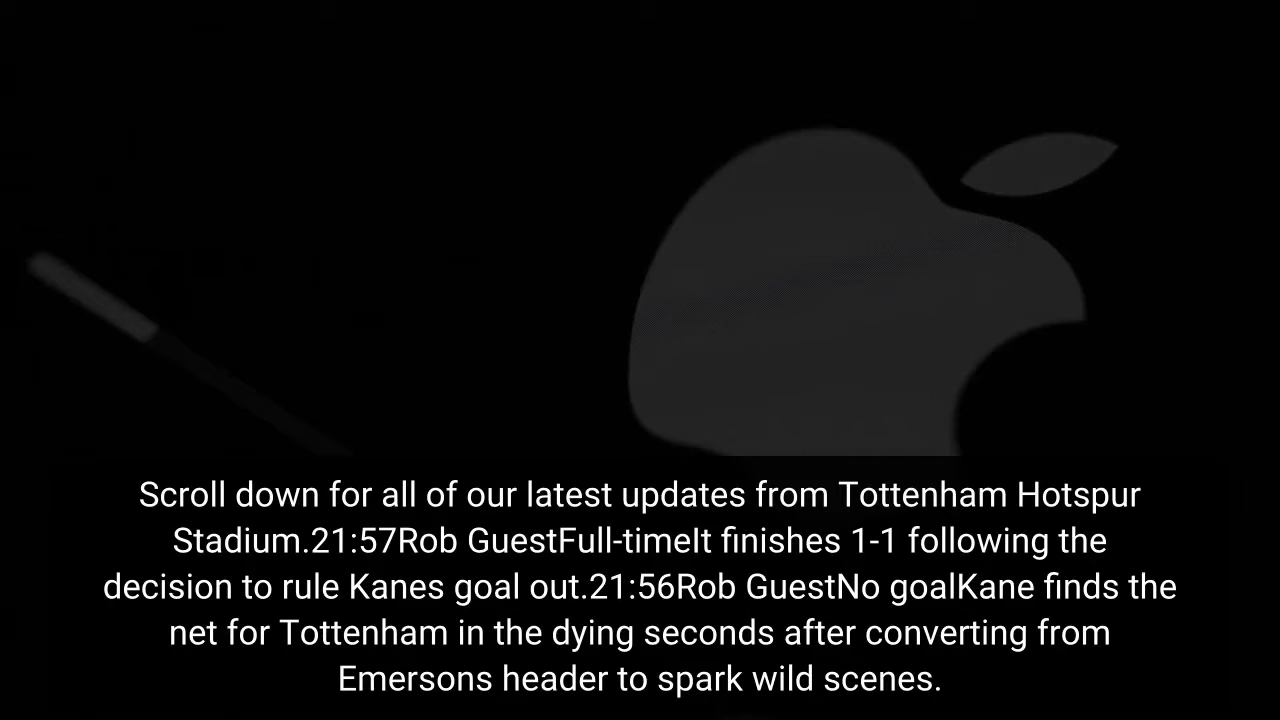 Scroll down for all of our latest updates from Tottenham Hotspur
Stadium.21:57Rob GuestFull-timeIt finishes 1-1 following the
decision to rule Kanes goal out.21:56Rob GuestNo goalKane finds the
net for Tottenham in the dying seconds after converting from
Emersons header to spark wild scenes.